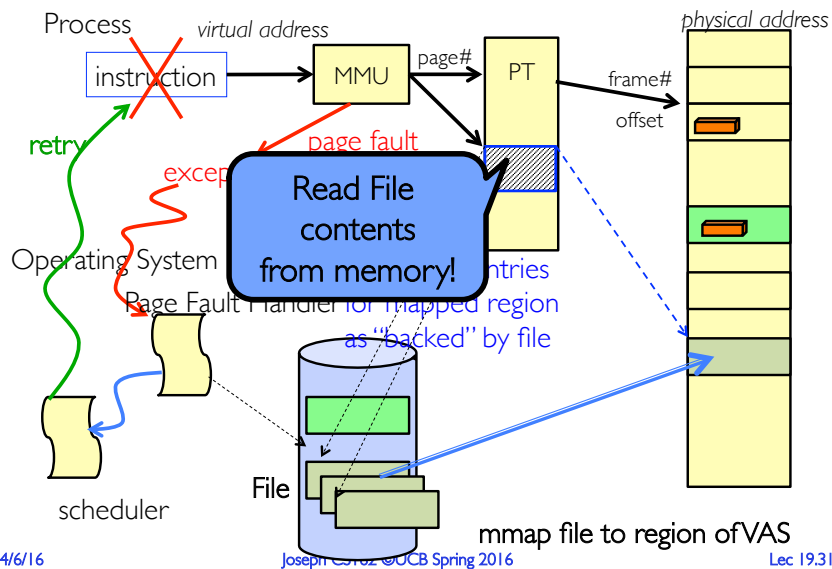 Process
virtual address
physical address
instruction
MMU
page#
PT
frame#
offset
retry
page fault
excep
Read File
contents
from memory!
Operating System
ntries
Page Fault Handler for mapped region
as “backed” by file
File
scheduler
mmap file to region of VAS
4/6/16
Joseph CS162 ©UCB Spring 2016
Lec 19.31